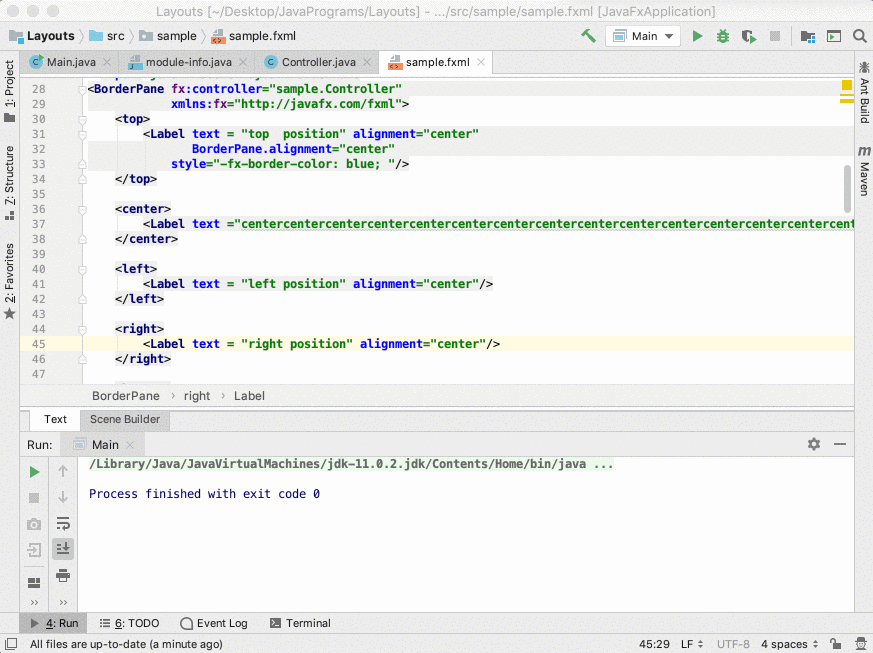 Layouts [~/Desktop/JavaPrograms/Layouts] - .../src/sample/sample.fxml [JavaFxApplication]
Layouts src sample sample.fxml Main
Main.java module-info.java Controller.java sample.fxml
1: Project
7: Structure
2: Favorites
Ant Build
m Maven
28 <BorderPane fx:controller="sample.Controller"
29 xmlns:fx="http://javafx.com/fxml">
30 <top>
31 <Label text = "top  position" alignment="center"
32 BorderPane.alignment="center"
33 style="-fx-border-color: blue; "/>
34 </top>
35
36 <center>
37 <Label text ="centercentercentercentercentercentercentercentercentercentercentercentercentercentercent
38 </center>
39
40 <left>
41 <Label text = "left position" alignment="center"/>
42 </left>
43
44 <right>
45 <Label text = "right position" alignment="center"/>
46 </right>
47
BorderPane › right › Label
Text Scene Builder
Run: Main
/Library/Java/JavaVirtualMachines/jdk-11.0.2.jdk/Contents/Home/bin/java ...
Process finished with exit code 0
4: Run 6: TODO Event Log Terminal
All files are up-to-date (a minute ago) 45:29 LF UTF-8 4 spaces